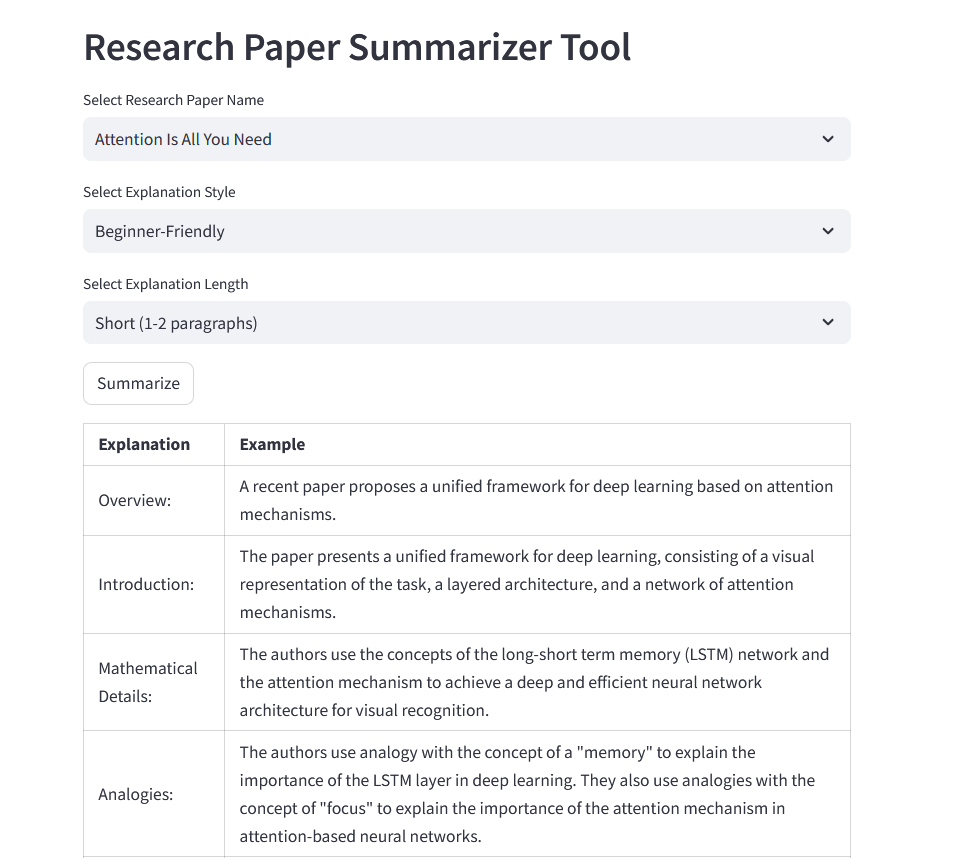 Research Paper Summarizer Tool
Select Research Paper Name
Attention Is All You Need
Select Explanation Style
Beginner-Friendly
Select Explanation Length
Short (1-2 paragraphs)
Summarize
Explanation Example
Overview: A recent paper proposes a unified framework for deep learning based on attention
mechanisms.
Introduction: The paper presents a unified framework for deep learning, consisting of a visual
representation of the task, a layered architecture, and a network of attention
mechanisms.
Mathematical
Details:
The authors use the concepts of the long-short term memory (LSTM) network and
the attention mechanism to achieve a deep and efficient neural network
architecture for visual recognition.
Analogies:
The authors use analogy with the concept of a "memory" to explain the
importance of the LSTM layer in deep learning. They also use analogies with the
concept of "focus" to explain the importance of the attention mechanism in
attention-based neural networks.